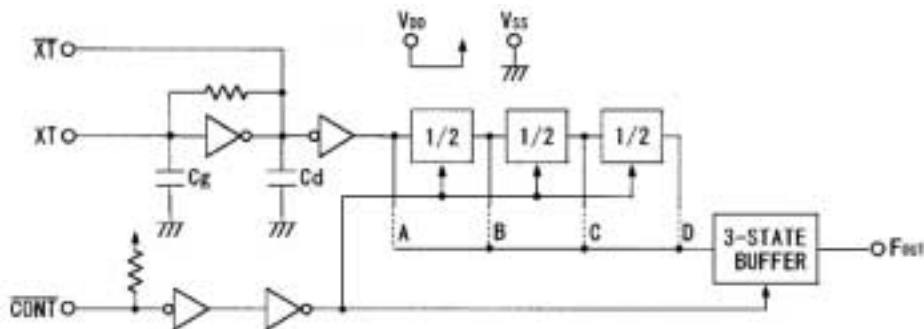 VDD
VSS
XT
XT
1/2
1/2
1/2
Cg
Cd
A
B
C
D
3-STATE
BUFFER
FOUT
CONT